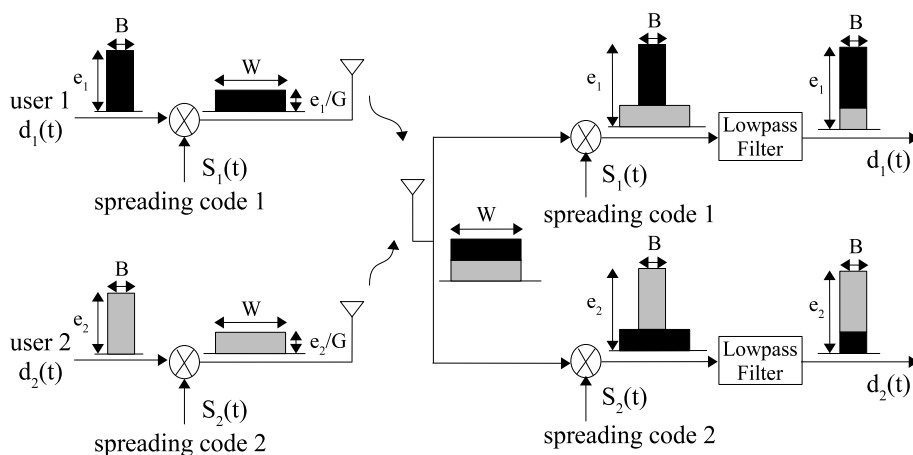 B
e₁
user 1
d₁(t)
W
e₁/G
S₁(t)
spreading code 1
B
e₂
user 2
d₂(t)
W
e₂/G
S₂(t)
spreading code 2
W
B
e₁
S₁(t)
spreading code 1
Lowpass
Filter
B
e₁
d₁(t)
B
e₂
S₂(t)
spreading code 2
Lowpass
Filter
B
e₂
d₂(t)